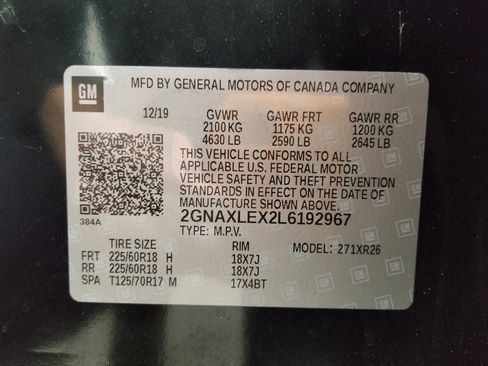 GM
MFD BY GENERAL MOTORS OF CANADA COMPANY
12/19 GVWR GAWR FRT GAWR RR
2100 KG 1175 KG 1200 KG
4630 LB 2590 LB 2645 LB
THIS VEHICLE CONFORMS TO ALL
APPLICABLE U.S. FEDERAL MOTOR
VEHICLE SAFETY AND THEFT PREVENTION
STANDARDS IN EFFECT ON THE DATE OF
MANUFACTURE SHOWN ABOVE.
384A
2GNAXLEX2L6192967
TYPE: M.P.V.
TIRE SIZE RIM MODEL: 271XR26
FRT 225/60R18 H 18X7J
RR 225/60R18 H 18X7J
SPA T125/70R17 M 17X4BT